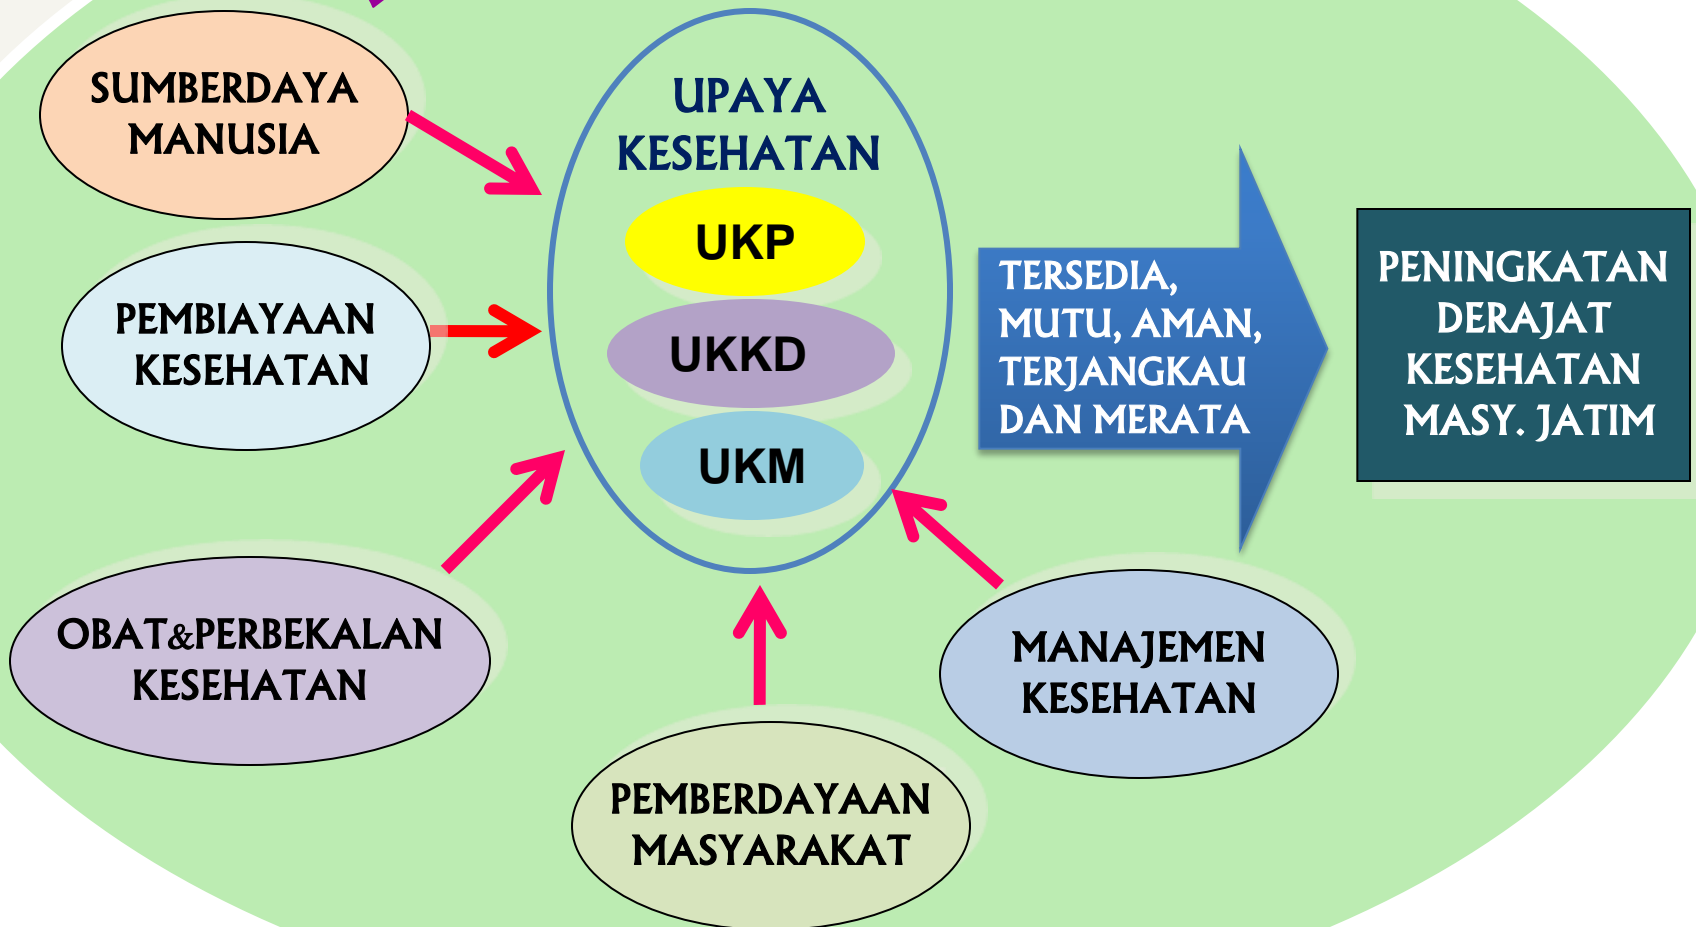 SUMBERDAYA
MANUSIA
PEMBIAYAAN
KESEHATAN
OBAT&PERBEKALAN
KESEHATAN
UPAYA
KESEHATAN
UKP
UKKD
UKM
PEMBERDAYAAN
MASYARAKAT
MANAJEMEN
KESEHATAN
TERSEDIA,
MUTU, AMAN,
TERJANGKAU
DAN MERATA
PENINGKATAN
DERAJAT
KESEHATAN
MASY. JATIM